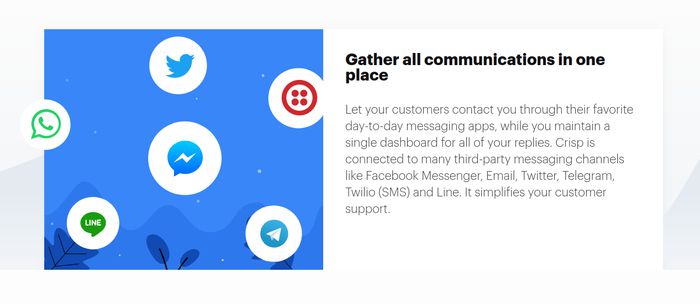 LINE
Gather all communications in one
place
Let your customers contact you through their favorite
day-to-day messaging apps, while you maintain a
single dashboard for all of your replies. Crisp is
connected to many third-party messaging channels
like Facebook Messenger, Email, Twitter, Telegram,
Twilio (SMS) and Line. It simplifies your customer
support.